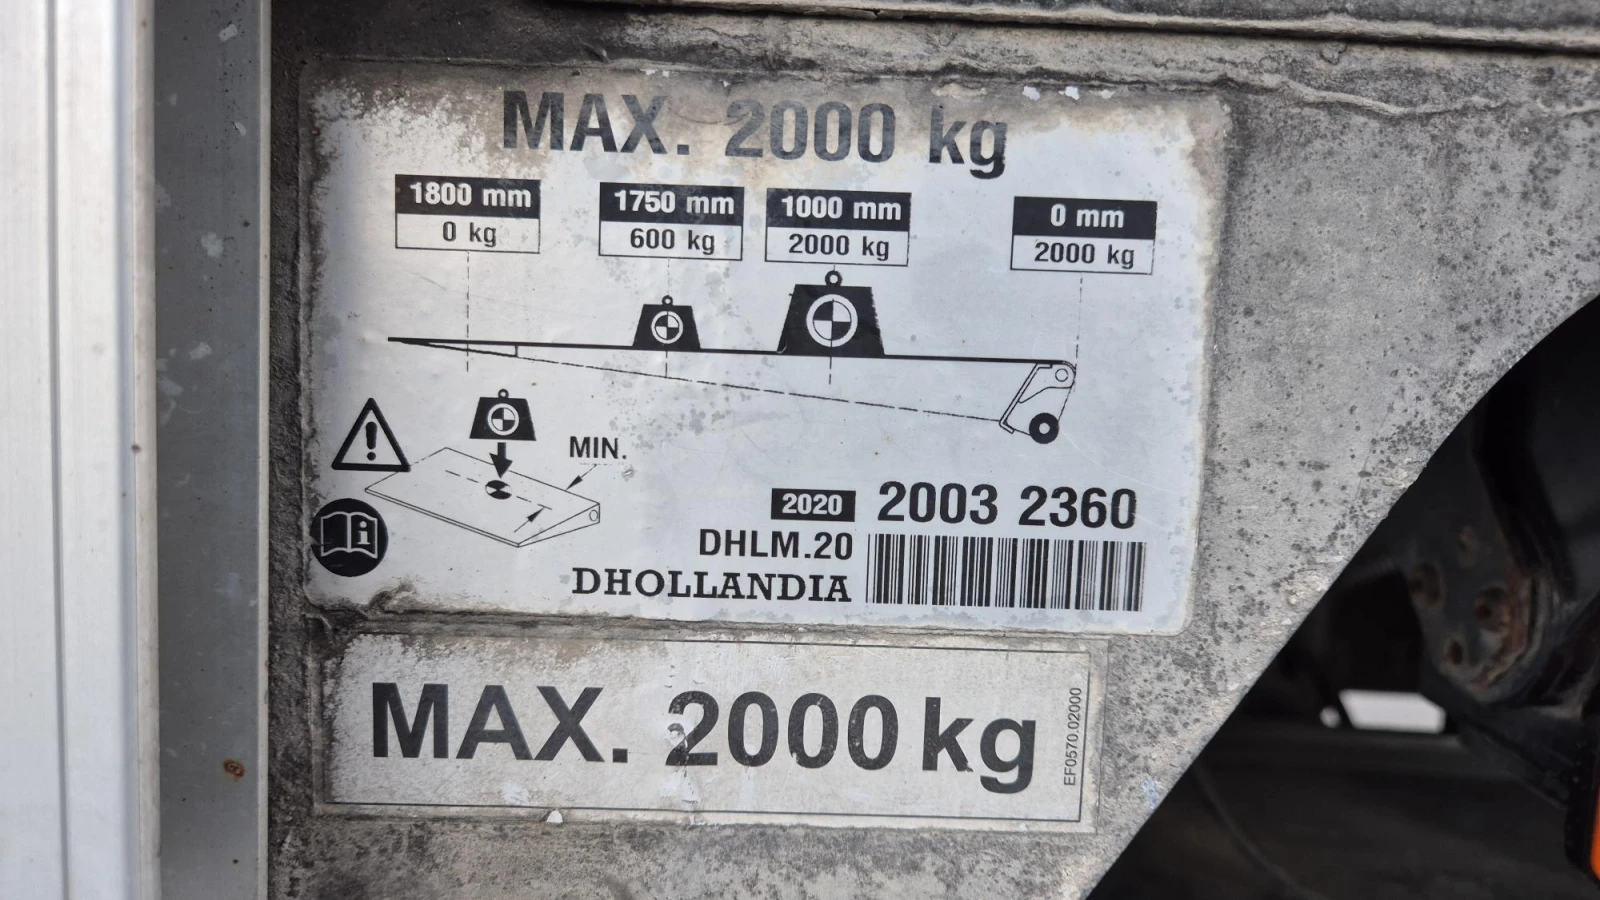 MAX. 2000 kg
1800 mm 1750 mm 1000 mm 0 mm
0 kg 600 kg 2000 kg 2000 kg
MIN.
2020 2003 2360
DHLM.20
DHOLLANDIA
MAX. 2000 kg
EF0570.02000